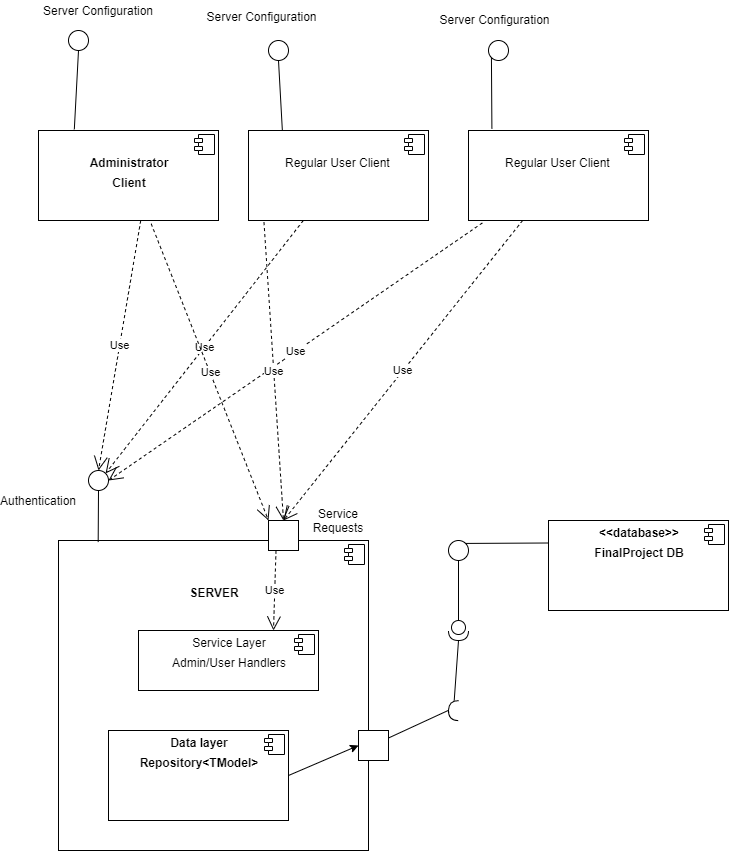 Server Configuration
Server Configuration
Server Configuration
Administrator
Client
Regular User Client
Regular User Client
Use
Use
Use
Use
Use
Use
Authentication
Service
Requests
<<database>>
FinalProject DB
SERVER
Use
Service Layer
Admin/User Handlers
Data layer
Repository<TModel>